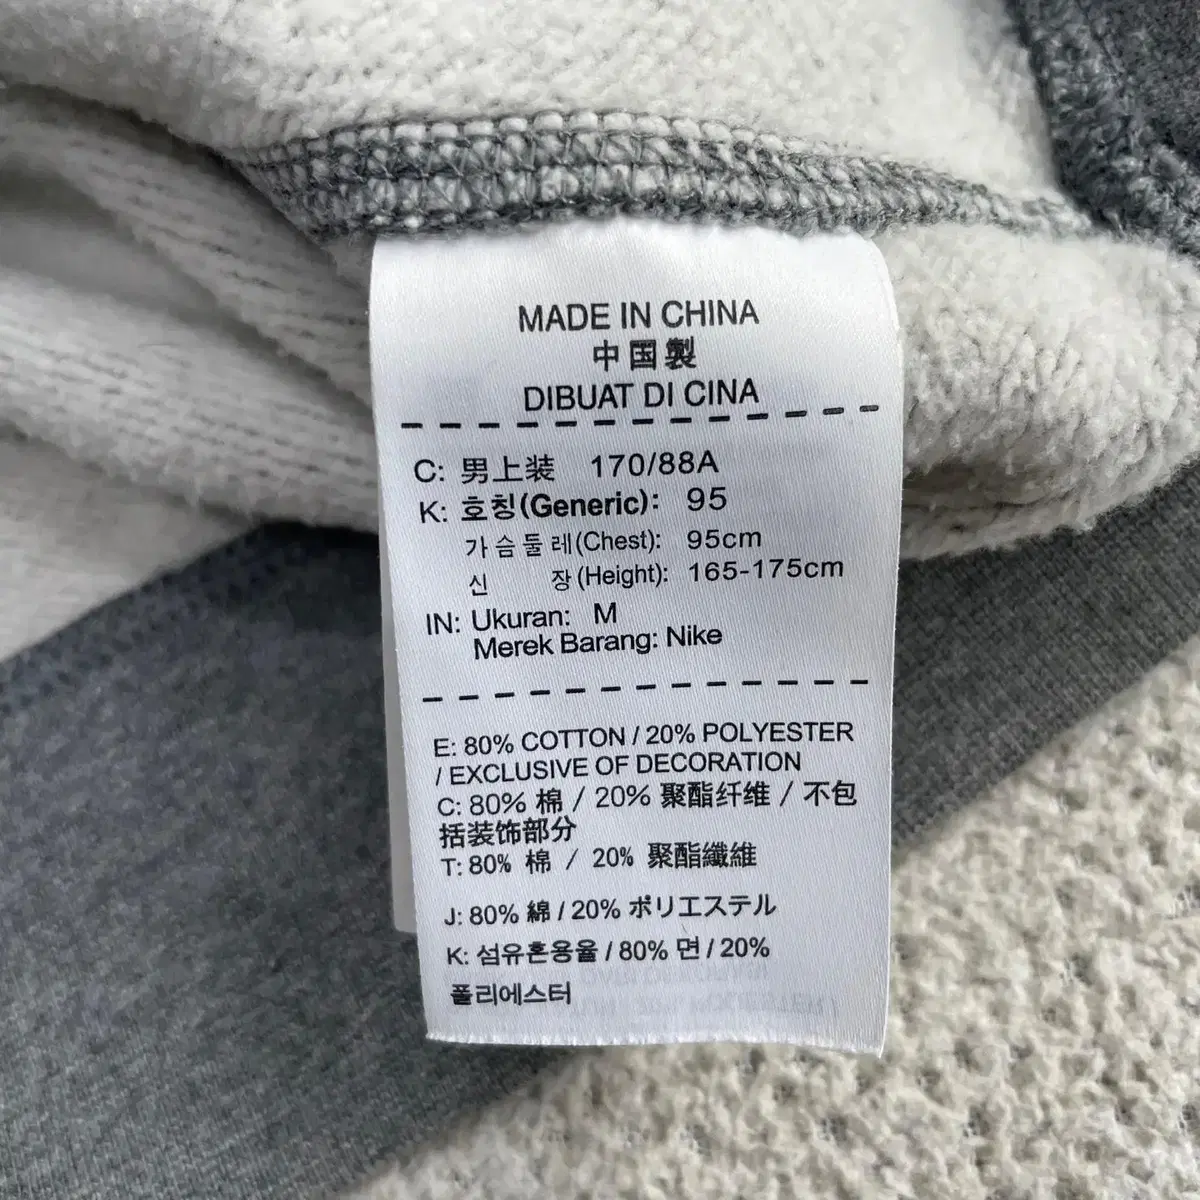 MADE IN CHINA
中国製
DIBUAT DI CINA
C: 男上装 170/88A
K: 호칭(Generic): 95
가슴둘레(Chest): 95cm
신 장(Height): 165-175cm
IN: Ukuran: M
Merek Barang: Nike
E: 80% COTTON / 20% POLYESTER
/ EXCLUSIVE OF DECORATION
C: 80% 棉 / 20% 聚酯纤维 / 不包
括装饰部分
T: 80% 棉 / 20% 聚酯纖維
J: 80% 綿 / 20% ポリエステル
K: 섬유혼용율 / 80% 면 / 20%
폴리에스터